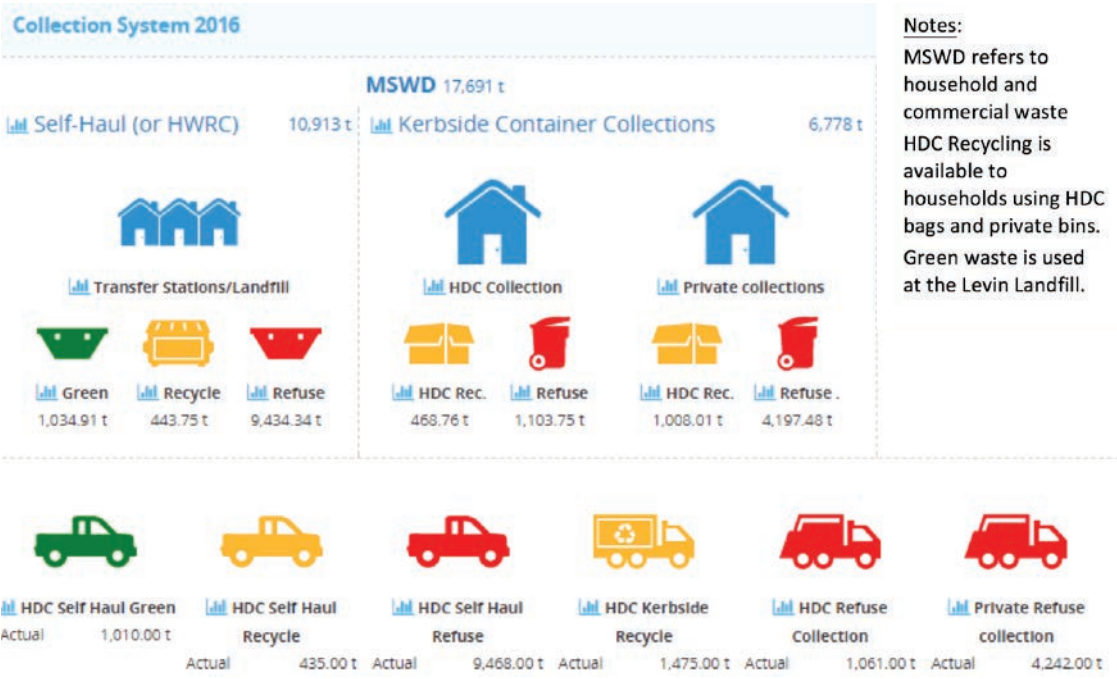 Collection System 2016
MSWD 17,691 t
Self-Haul (or HWRC) 10,913 t
Kerbside Container Collections 6,778 t
Transfer Stations/Landfill
HDC Collection
Private collections
Green
1,034.91 t
Recycle
443.75 t
Refuse
9,434.34 t
HDC Rec.
468.76 t
Refuse
1,103.75 t
HDC Rec.
1,008.01 t
Refuse .
4,197.48 t
HDC Self Haul Green
Actual 1,010.00 t
HDC Self Haul
Recycle
Actual 435.00 t
HDC Self Haul
Refuse
Actual 9,468.00 t
HDC Kerbside
Recycle
Actual 1,475.00 t
HDC Refuse
Collection
Actual 1,061.00 t
Private Refuse
collection
Actual 4,242.00 t
Notes:
MSWD refers to
household and
commercial waste
HDC Recycling is
available to
households using HDC
bags and private bins.
Green waste is used
at the Levin Landfill.